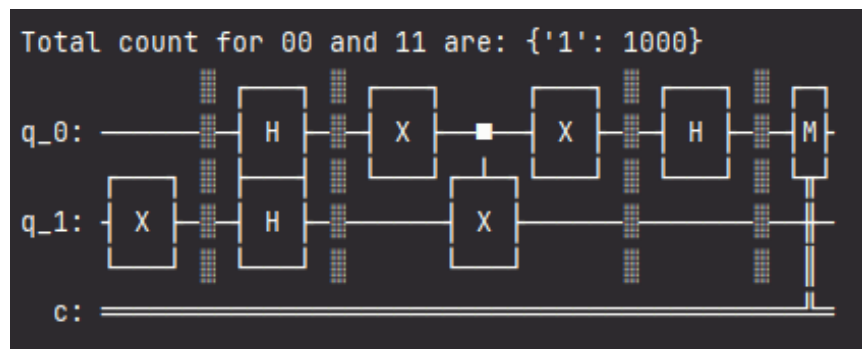 Total count for 00 and 11 are: {'1': 1000}
q_0: H X X H M
q_1: X H X
c: